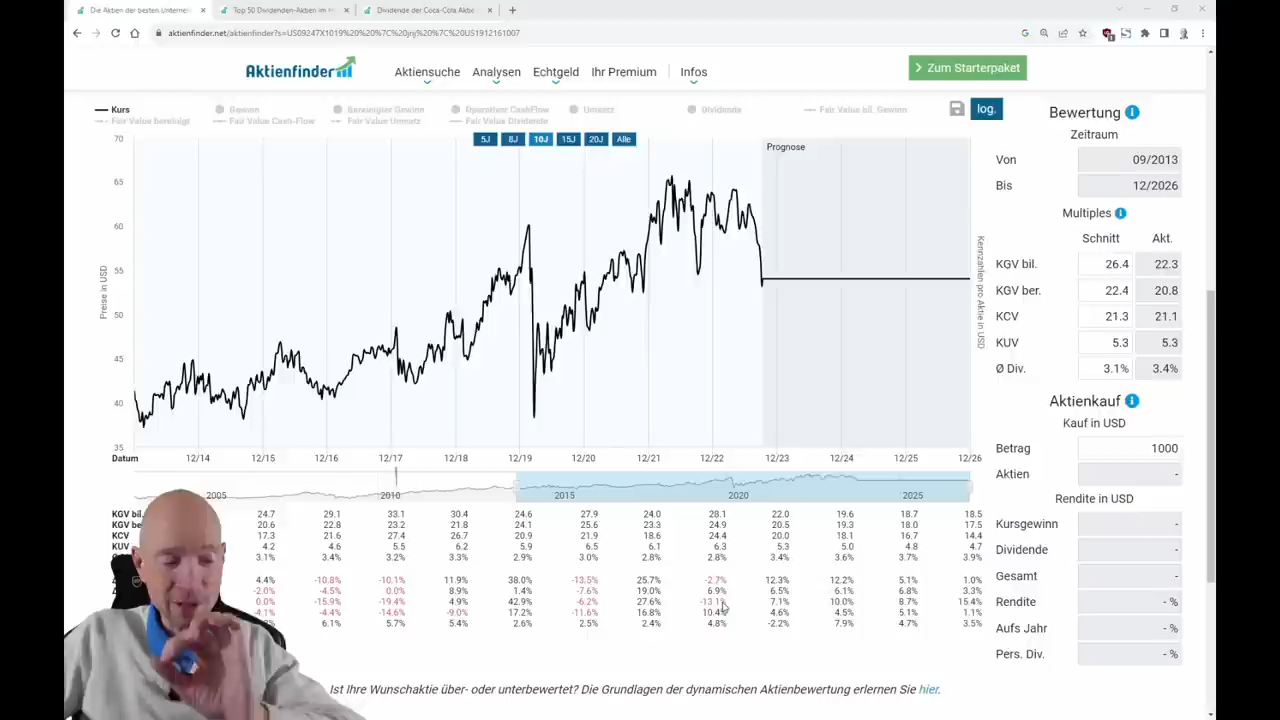 Die Aktien der besten Unterneh
Top 50 Dividenden-Aktien im H
Dividende der Coca-Cola Aktie
aktienfinder.net/aktienfinder?s=US09247X1019%20%20%7C%20jnj%20%7C%20US1912161007
Aktienfinder
Aktiensuche Analysen Echtgeld Ihr Premium Infos
Zum Starterpaket
Kurs Gewinn Bereinigter Gewinn Operativer CashFlow Umsatz Dividende Fair Value bil. Gewinn
Fair Value bereinigt Fair Value Cash-Flow Fair Value Umsatz Fair Value Dividende
log.
5J 8J 10J 15J 20J Alle
Prognose
Preise in USD
70
65
60
55
50
45
40
35
Kennzahlen pro Aktie in USD
Datum 12/14 12/15 12/16 12/17 12/18 12/19 12/20 12/21 12/22 12/23 12/24 12/25 12/26
2005 2010 2015 2020 2025
KGV bil. 24.7 29.1 33.1 30.4 24.6 27.9 24.0 28.1 22.0 19.6 18.7 18.5
KGV be 20.6 22.8 23.2 21.8 24.1 25.6 23.3 24.9 20.5 19.3 18.0 17.5
KCV 17.3 21.6 27.4 26.7 20.9 21.9 18.6 24.4 20.0 18.1 16.7 14.4
KUV 4.2 4.6 5.5 6.2 5.9 6.5 6.1 6.3 5.3 5.0 4.8 4.7
3.1% 3.4% 3.2% 3.3% 2.9% 3.0% 2.8% 2.8% 3.4% 3.6% 3.7% 3.9%
4.4% -10.8% -10.1% 11.9% 38.0% -13.5% 25.7% -2.7% 12.3% 12.2% 5.1% 1.0%
-2.0% -4.5% 0.0% 8.9% 1.4% -7.6% 19.0% 6.9% 6.5% 6.1% 6.8% 3.3%
0.0% -15.9% -19.4% 4.9% 42.9% -6.2% 27.6% -13.1% 7.1% 10.0% 8.7% 15.4%
-4.1% -4.4% -14.6% -9.0% 17.2% -11.6% 16.8% 10.4% 4.6% 4.5% 5.1% 1.1%
6.1% 5.7% 5.4% 2.6% 2.5% 2.4% 4.8% -2.2% 7.9% 4.7% 3.5%
Ist Ihre Wunschaktie über- oder unterbewertet? Die Grundlagen der dynamischen Aktienbewertung erlernen Sie hier.
Bewertung
Zeitraum
Von 09/2013
Bis 12/2026
Multiples
Schnitt Akt.
KGV bil. 26.4 22.3
KGV ber. 22.4 20.8
KCV 21.3 21.1
KUV 5.3 5.3
Ø Div. 3.1% 3.4%
Aktienkauf
Kauf in USD
Betrag 1000
Aktien -
Rendite in USD
Kursgewinn -
Dividende -
Gesamt -
Rendite - %
Aufs Jahr - %
Pers. Div. - %